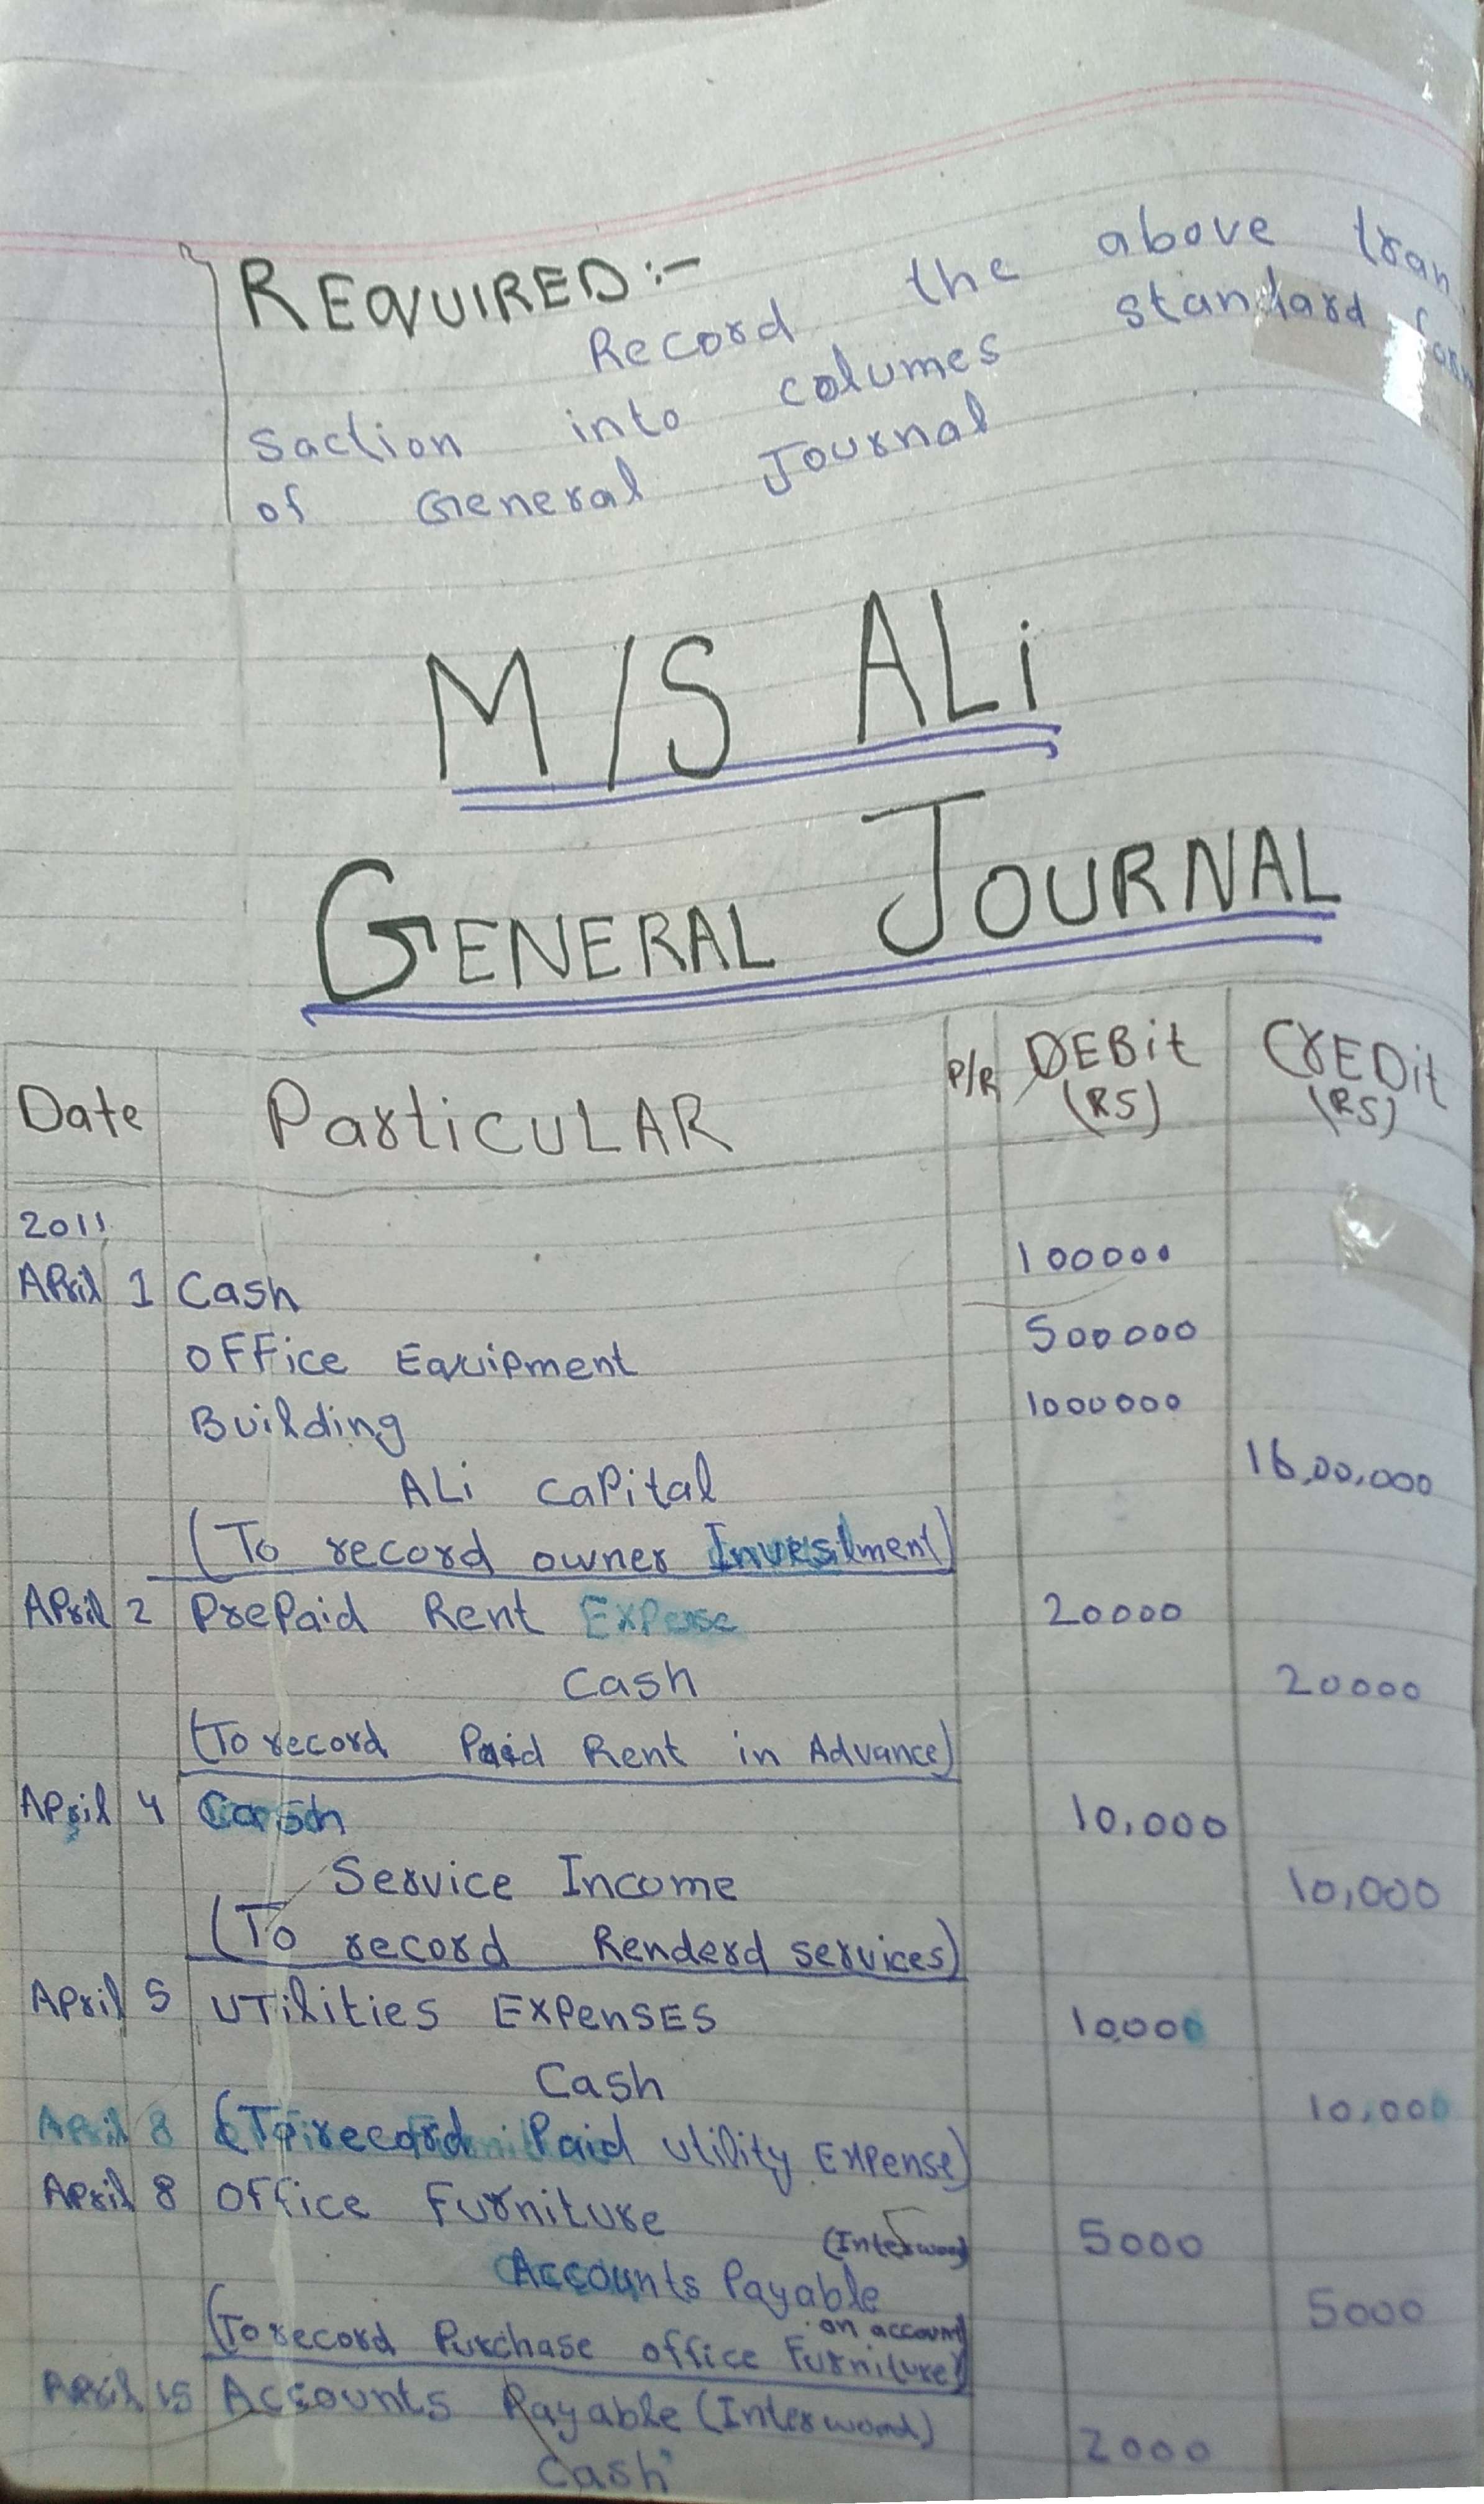 REQUIRED:-
Record the above tran
saction into columes standard
of General Journal
M/S ALi
GENERAL JOURNAL
Date ParticULAR P/R DEBit (RS) CREDit (RS)
2011
April 1 Cash 100000
Office Equipment 500000
Building 1000000
ALi Capital 16,00,000
(To record owner Investment)
April 2 PrePaid Rent Expense 20000
Cash 20000
(To record Paid Rent in Advance)
April 4 Cash 10,000
Service Income 10,000
(To record Renderd services)
April 5 UTilities EXPenSES 10,000
Cash 10,000
April 8 (To record Paid utility Expense)
April 8 Office Furniture 5000
Accounts Payable (Interwood) 5000
(To record Purchase office Furniture on account)
April 15 Accounts Payable (Interwood) 2000
Cash